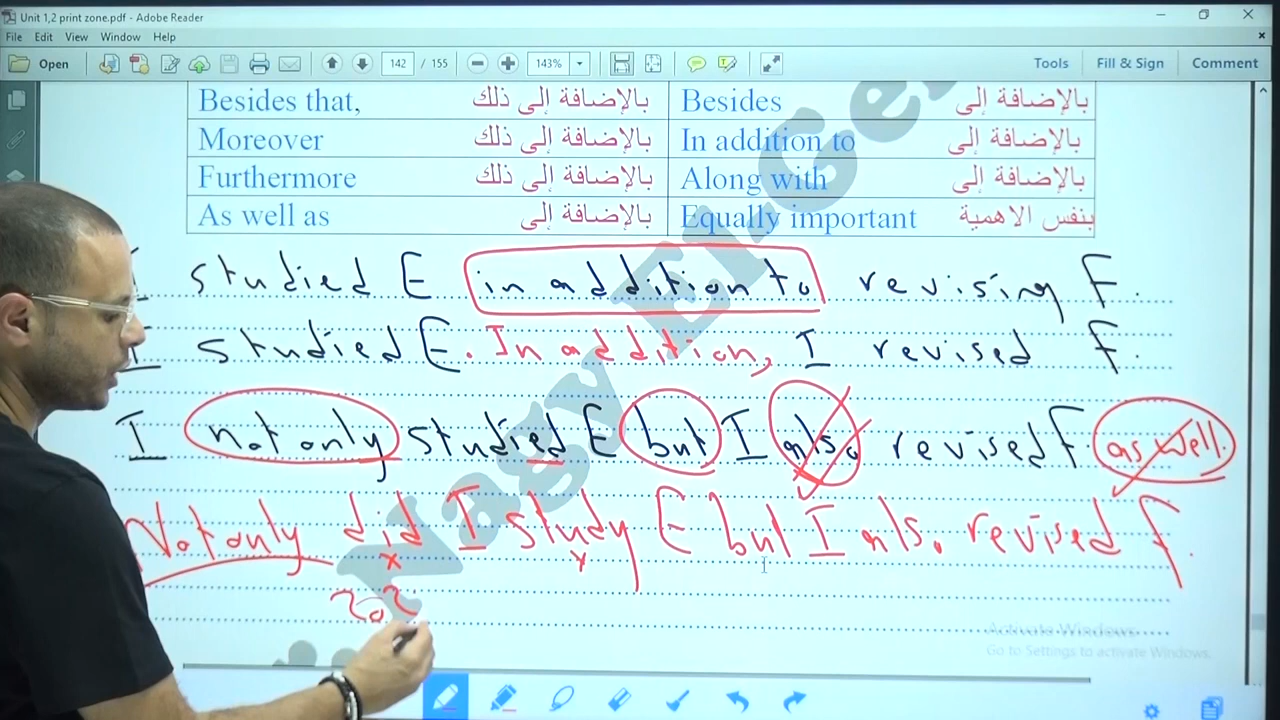 Unit 1,2 print zone.pdf - Adobe Reader
File Edit View Window Help
Open 142 / 155 143% Tools Fill & Sign Comment
Besides that, بالإضافة إلى ذلك Besides بالإضافة إلى
Moreover بالإضافة إلى ذلك In addition to بالإضافة إلى
Furthermore بالإضافة إلى ذلك Along with بالإضافة إلى
As well as بالإضافة إلى Equally important بنفس الاهمية
I studied E in addition to revising F.
I studied E. In addition, I revised F.
I not only studied E but I also revised F as well.
Not only did I study E but I also revised F.
202
Nagy El
Activate Windows
Go to Settings to activate Windows.